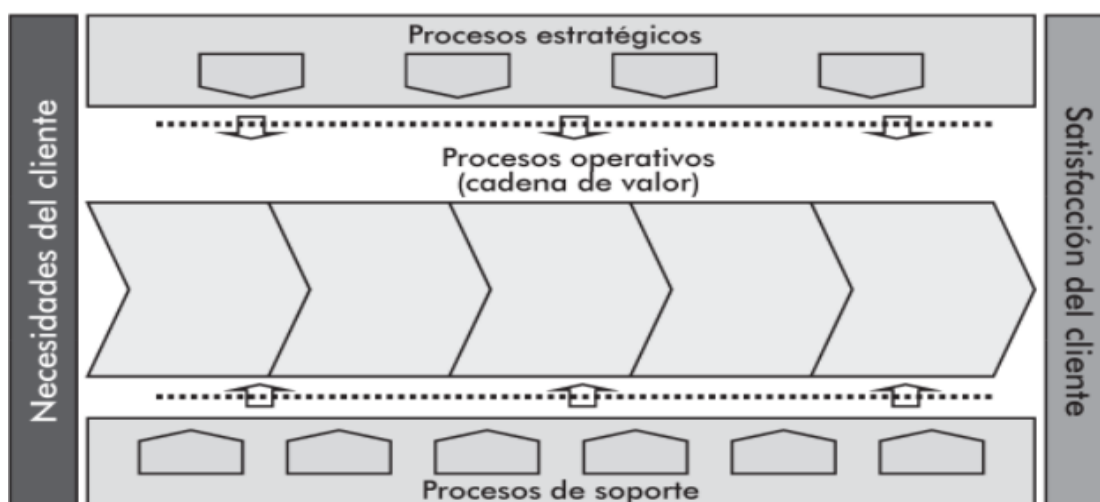 Necesidades del cliente
Procesos estratégicos
Procesos operativos
(cadena de valor)
Procesos de soporte
Satisfacción del cliente